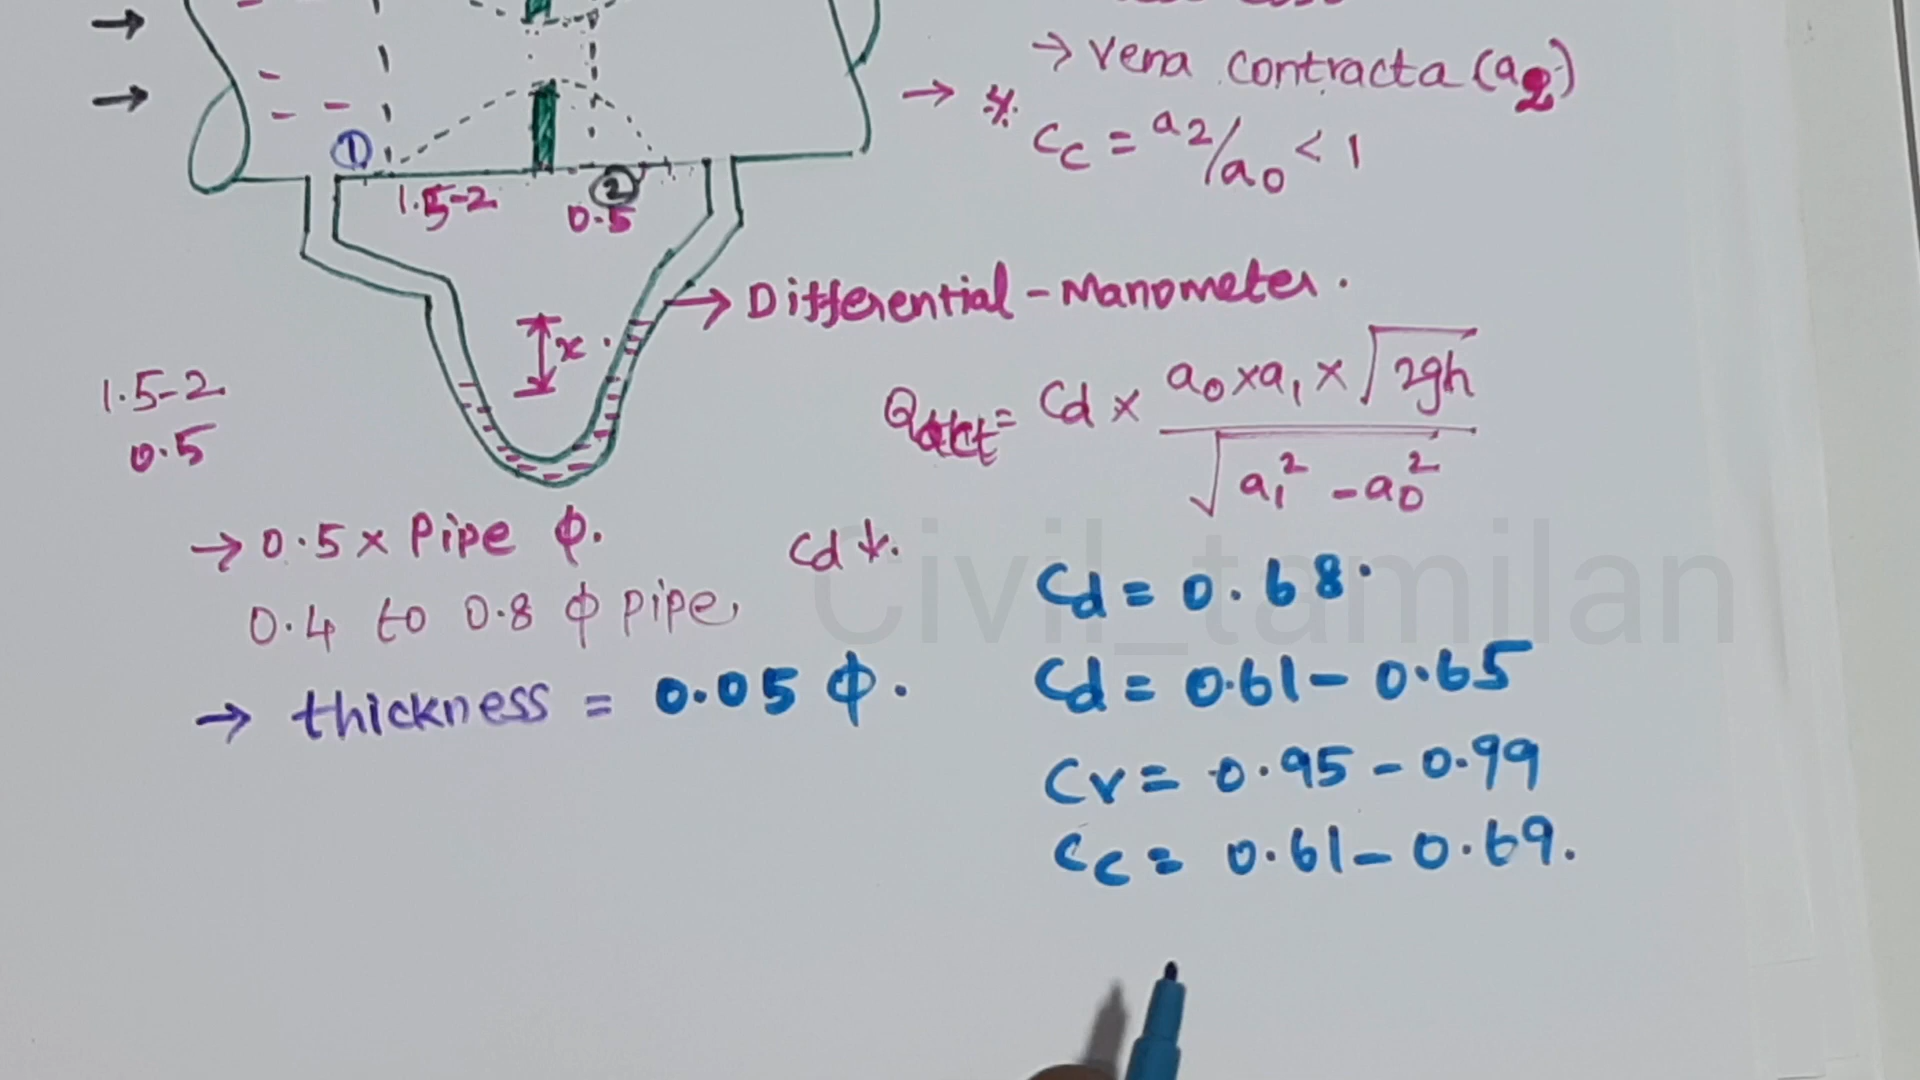 → Vena contracta (a2)
→ * Cc = a2/a0 < 1
①
1.5-2
②
0.5
→ Differential - Manometer.
x
Qact = Cd × a0 × a1 × √2gh
√a1² - a0²
1.5-2
0.5
→ 0.5 × Pipe ф.
Cd ↓.
0.4 to 0.8 ф pipe,
→ thickness = 0.05 ф.
Cd = 0.68.
Cd = 0.61 - 0.65
Cv = 0.95 - 0.99
Cc = 0.61 - 0.69.
Civil_tamilan